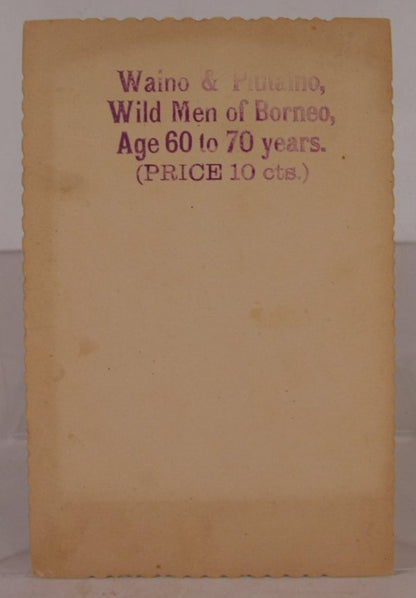 Waino &
Wild Men of Borneo,
Age 60 to 70 years.
(PRICE 10 cts.)